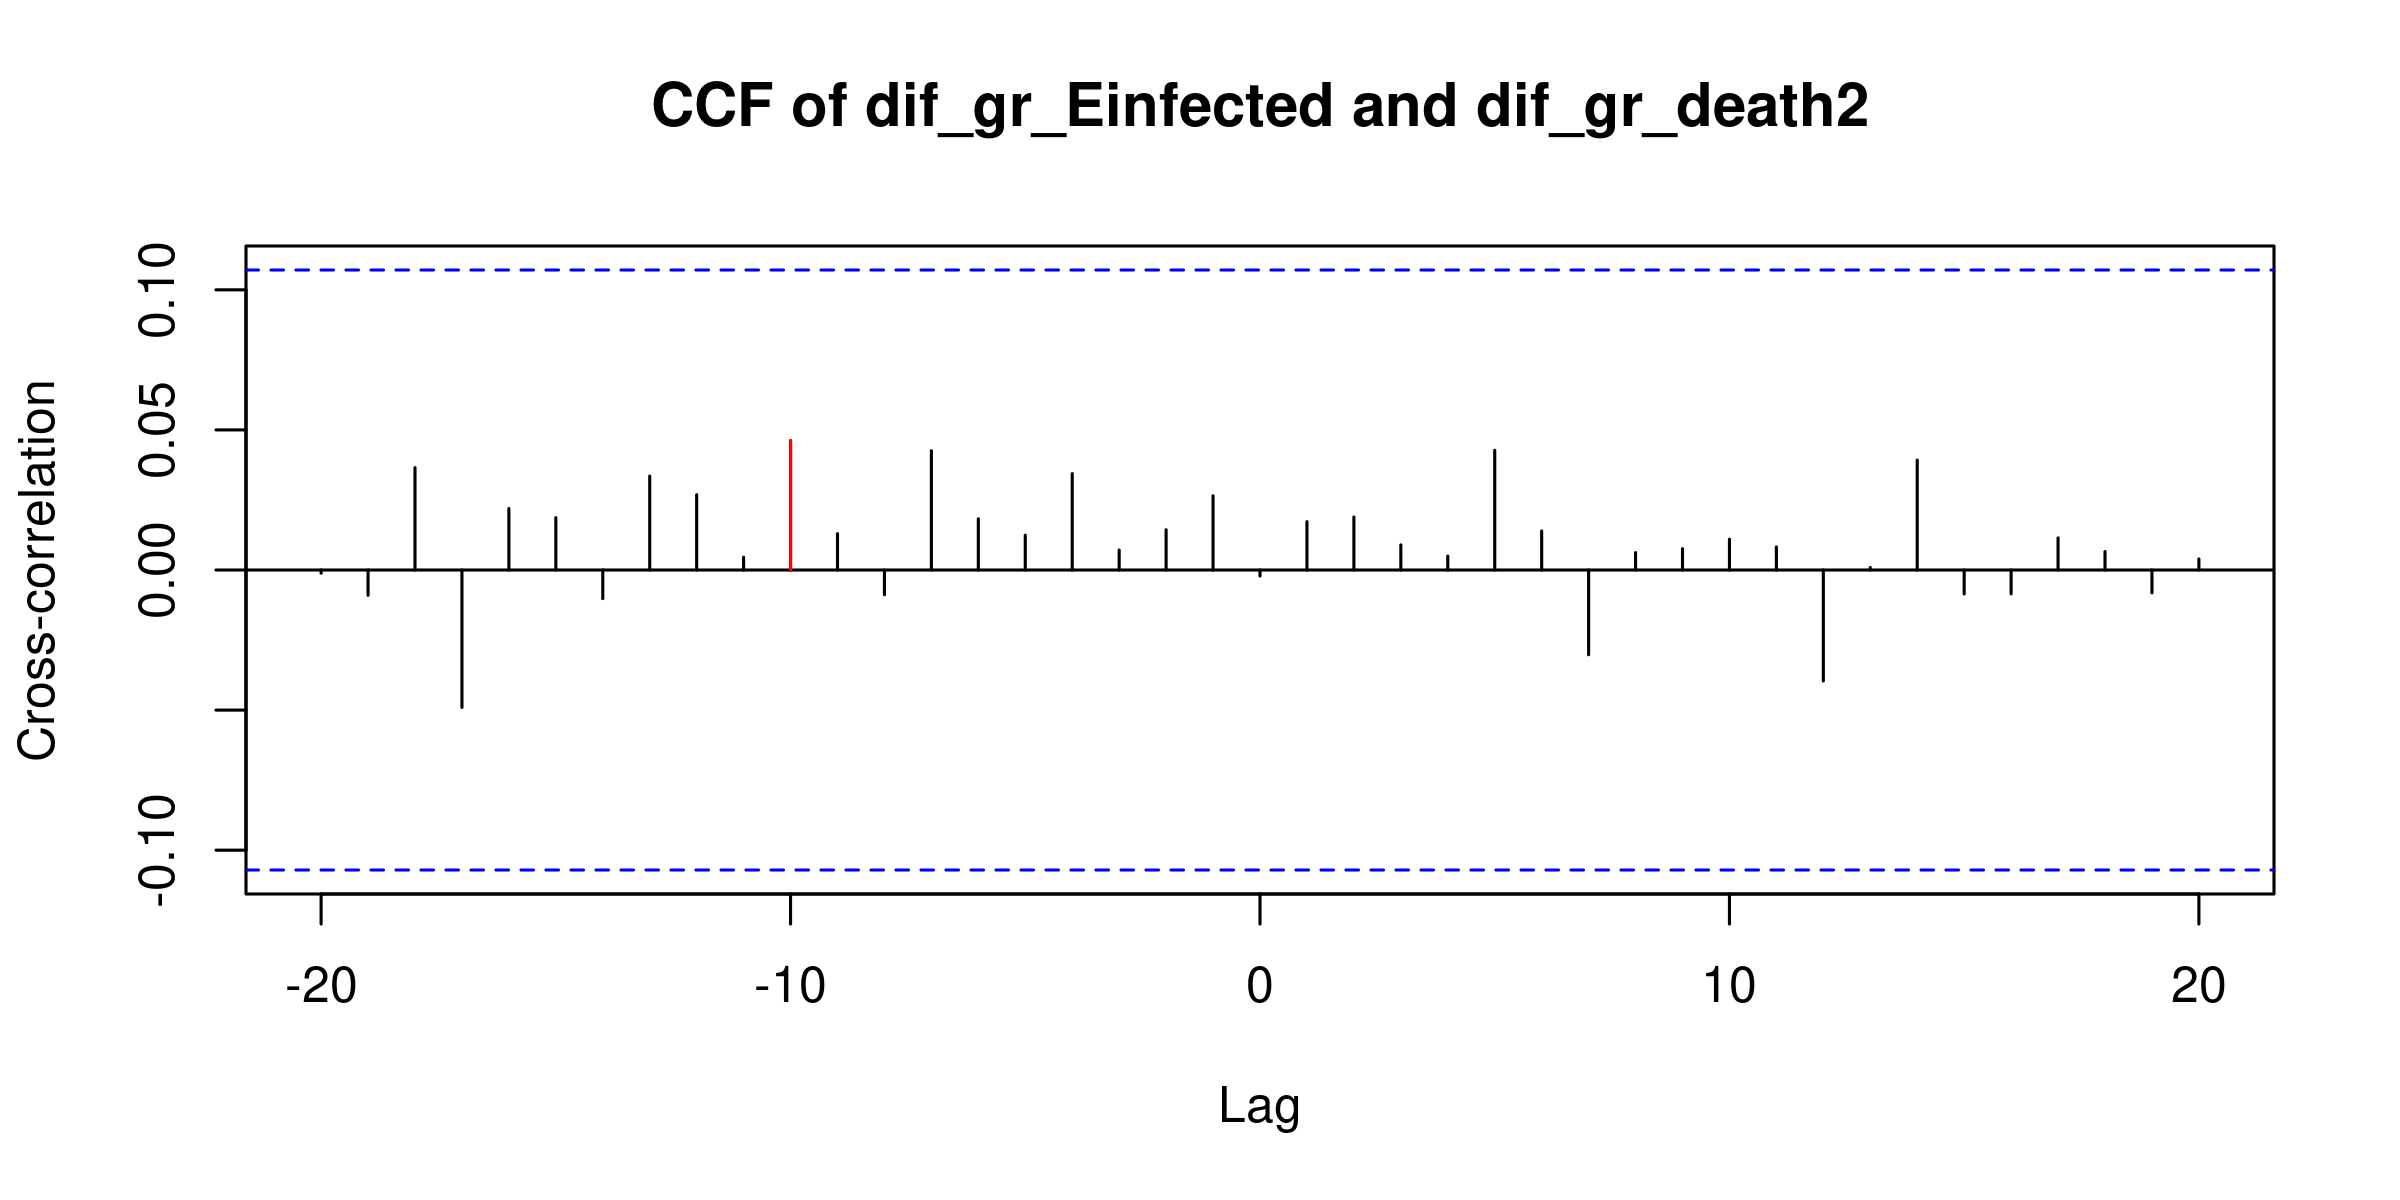 CCF of dif_gr_Einfected and dif_gr_death2
Cross-correlation
0.10
0.05
0.00
-0.10
-20 -10 0 10 20
Lag